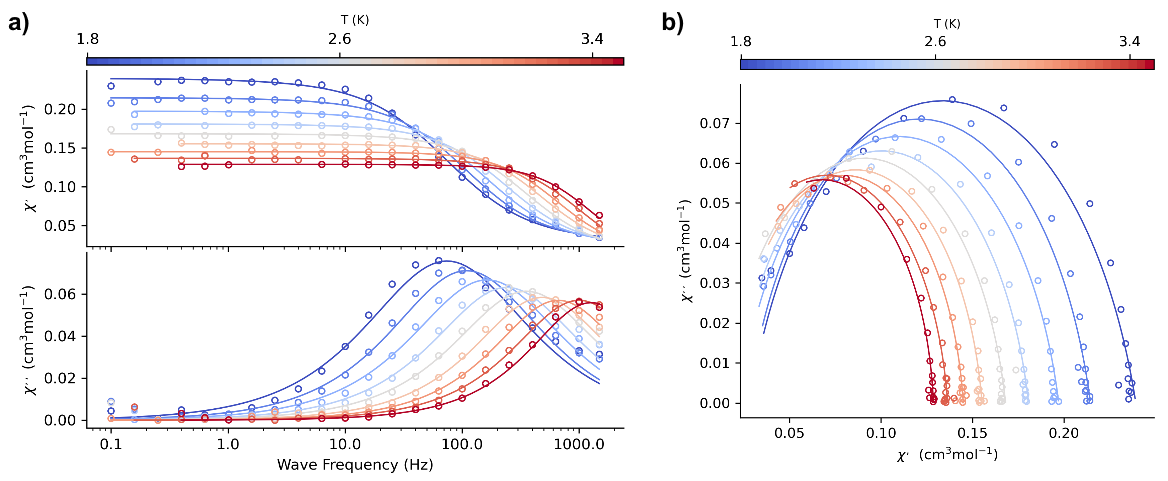 a)
T (K)
1.8 2.6 3.4
0.20
0.15
0.10
0.05
χ′ (cm³mol⁻¹)
0.06
0.04
0.02
0.00
χ′′ (cm³mol⁻¹)
0.1 1.0 10.0 100.0 1000.0
Wave Frequency (Hz)
b)
T (K)
1.8 2.6 3.4
0.07
0.06
0.05
0.04
0.03
0.02
0.01
0.00
χ′′ (cm³mol⁻¹)
0.05 0.10 0.15 0.20
χ′ (cm³mol⁻¹)